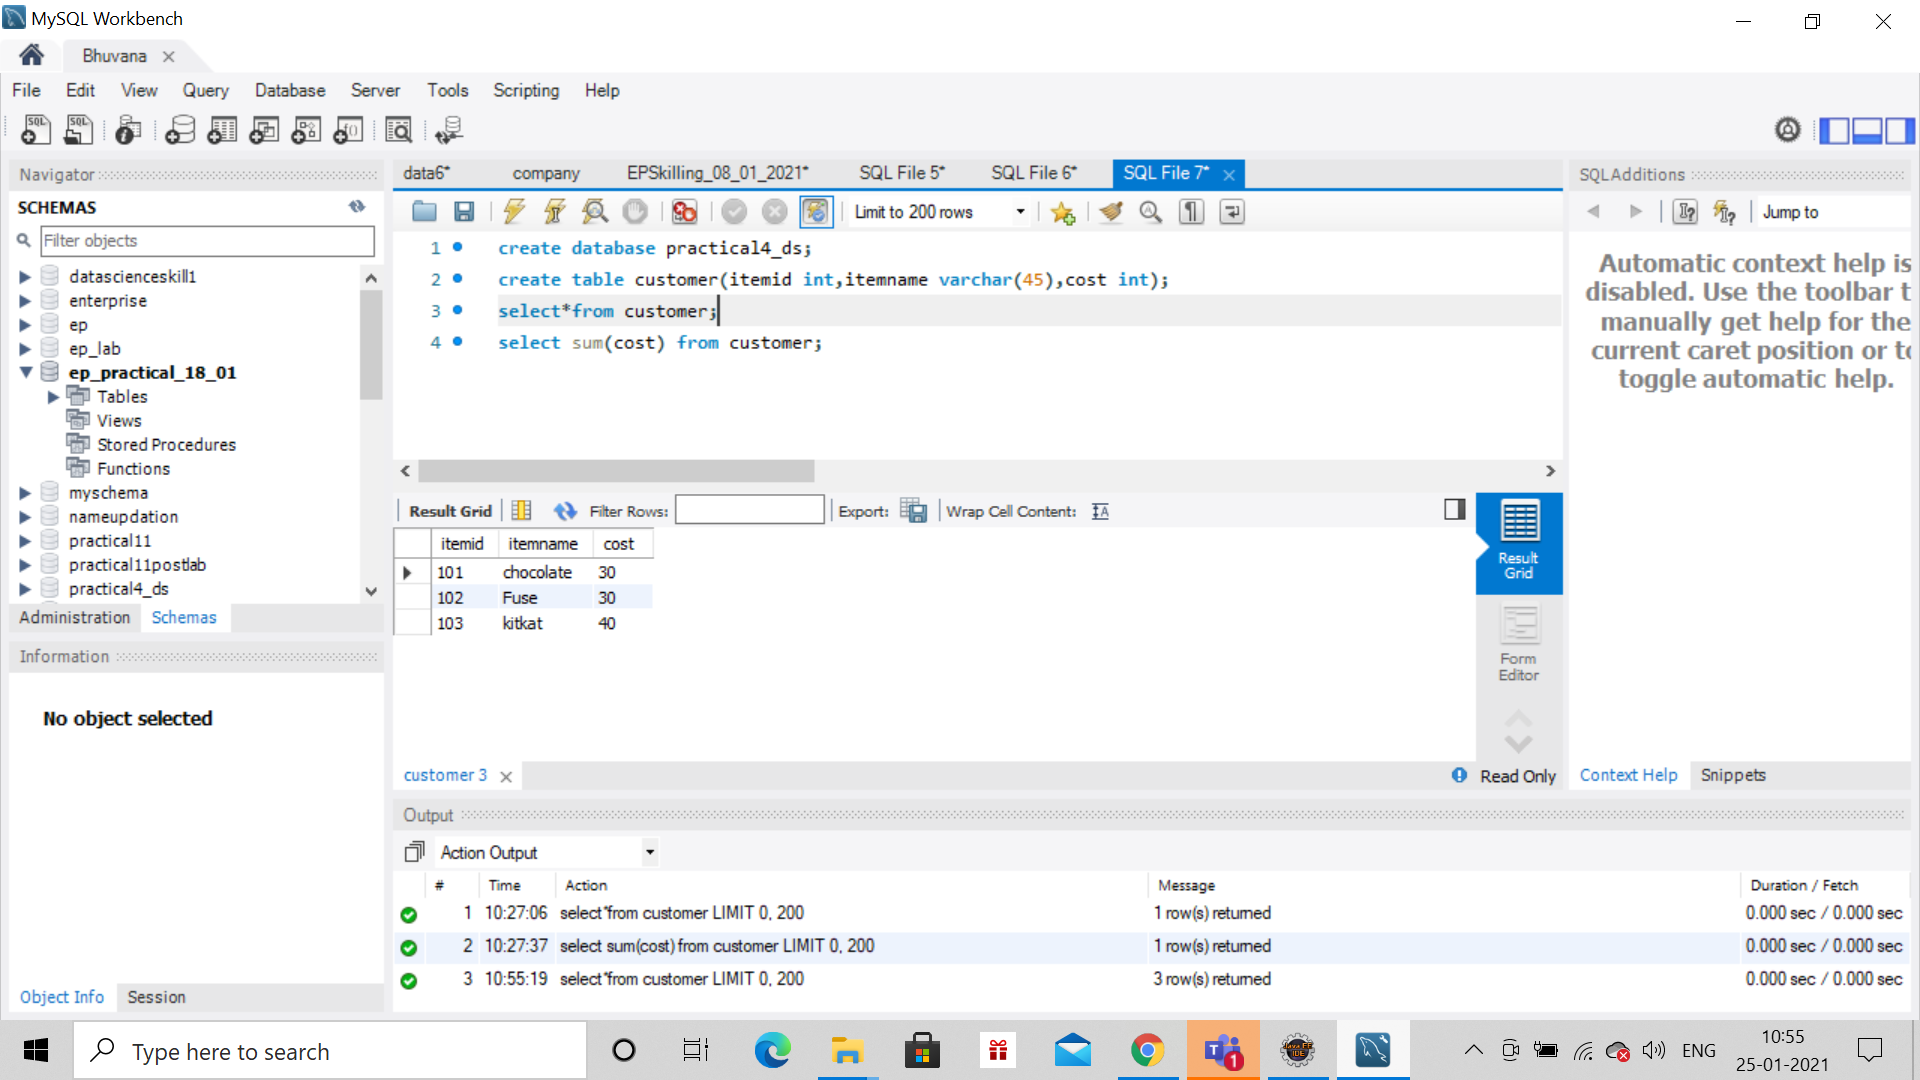 MySQL Workbench
Bhuvana
File Edit View Query Database Server Tools Scripting Help
Navigator
SCHEMAS
Filter objects
datascienceskill1
enterprise
ep
ep_lab
ep_practical_18_01
Tables
Views
Stored Procedures
Functions
myschema
nameupdation
practical11
practical11postlab
practical4_ds
Administration Schemas
Information
No object selected
Object Info Session
data6* company EPSkilling_08_01_2021* SQL File 5* SQL File 6* SQL File 7*
Limit to 200 rows
1 create database practical4_ds;
2 create table customer(itemid int,itemname varchar(45),cost int);
3 select*from customer;
4 select sum(cost) from customer;
Result Grid Filter Rows: Export: Wrap Cell Content:
itemid itemname cost
101 chocolate 30
102 Fuse 30
103 kitkat 40
Result
Grid
Form
Editor
customer 3 Read Only
SQLAdditions
Jump to
Automatic context help is
disabled. Use the toolbar t
manually get help for the
current caret position or to
toggle automatic help.
Context Help Snippets
Output
Action Output
# Time Action Message Duration / Fetch
1 10:27:06 select*from customer LIMIT 0, 200 1 row(s) returned 0.000 sec / 0.000 sec
2 10:27:37 select sum(cost) from customer LIMIT 0, 200 1 row(s) returned 0.000 sec / 0.000 sec
3 10:55:19 select*from customer LIMIT 0, 200 3 row(s) returned 0.000 sec / 0.000 sec
Type here to search
ENG
10:55
25-01-2021